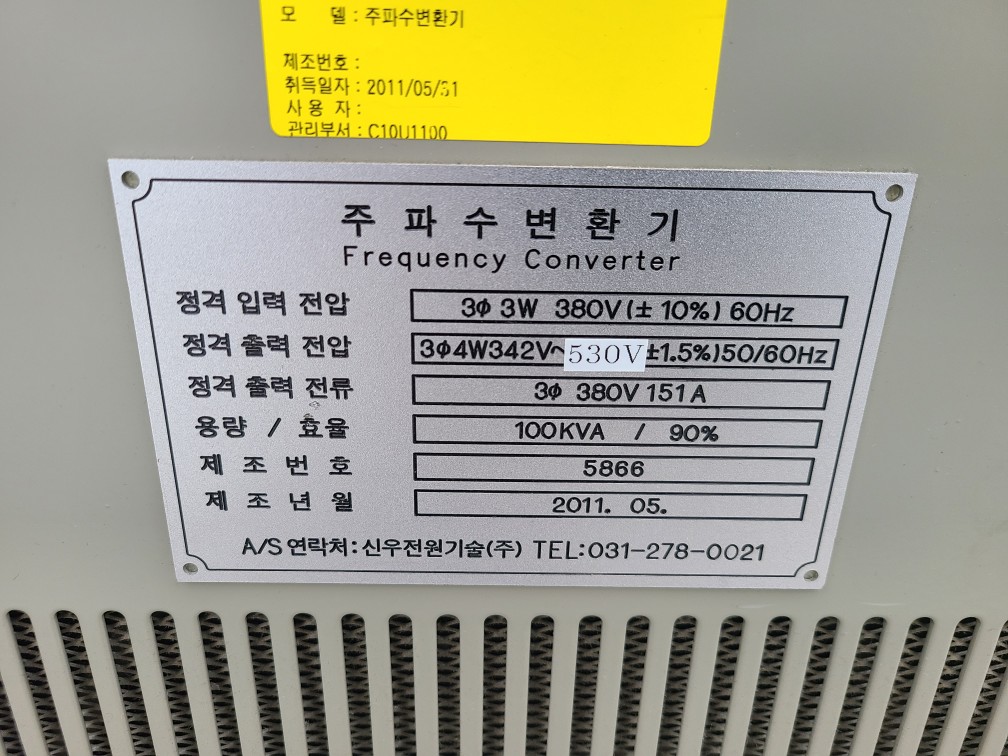 모 델 : 주파수변환기
제조번호 :
취득일자 : 2011/05/31
사 용 자 :
관리부서 : C10U1100
주 파 수 변 환 기
Frequency Converter
정격 입력 전압 3φ 3W 380V (± 10%) 60Hz
정격 출력 전압 3φ4W342V~530V±1.5%)50/60Hz
정격 출력 전류 3φ 380V 151 A
용량 / 효율 100KVA / 90%
제 조 번 호 5866
제 조 년 월 2011. 05.
A/S 연락처 : 신우전원기술(주) TEL:031-278-0021